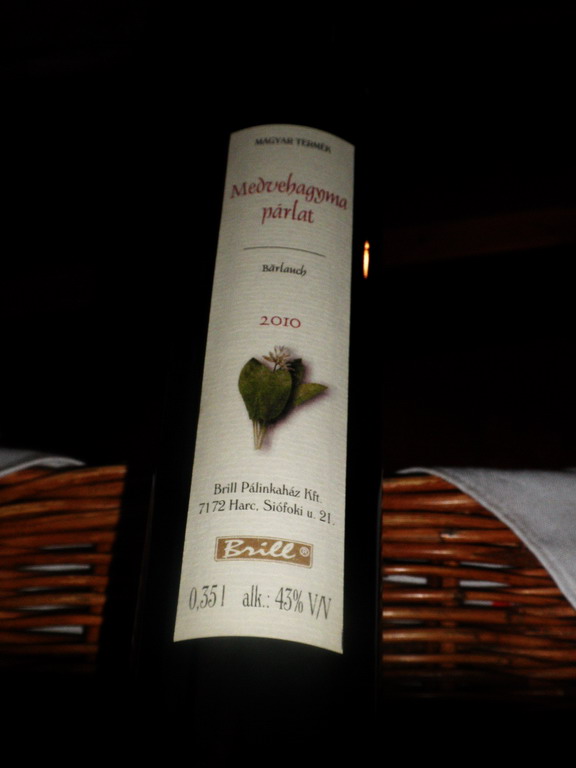 MAGYAR TERMÉK
Medvehagyma
párlat
Bärlauch
2010
Brill Pálinkaház Kft.
7172 Harc, Siófoki u. 21.
Brill®
0,35 l alk.: 43% V/V